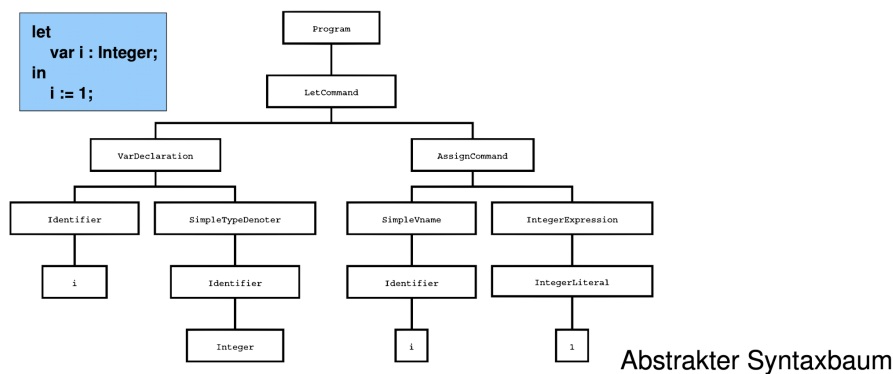 let
var i : Integer;
in
i := 1;
Program
LetCommand
VarDeclaration
AssignCommand
Identifier
SimpleTypeDenoter
SimpleVname
IntegerExpression
i
Identifier
Identifier
IntegerLiteral
Integer
i
1
Abstrakter Syntaxbaum